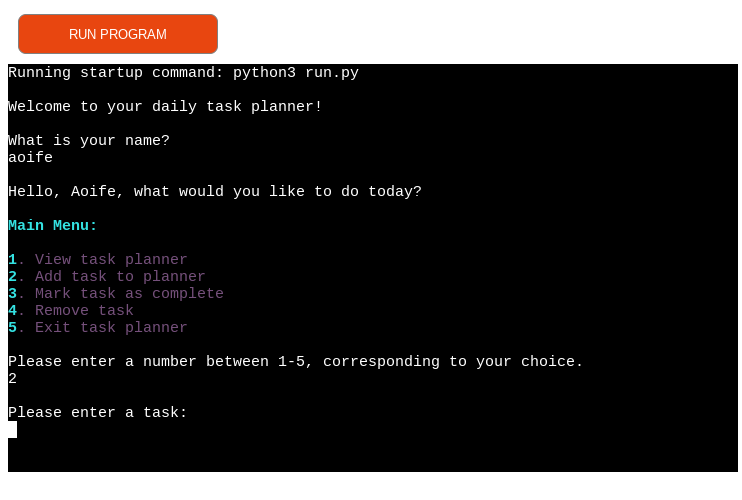 RUN PROGRAM
Running startup command: python3 run.py
Welcome to your daily task planner!
What is your name?
aoife
Hello, Aoife, what would you like to do today?
Main Menu:
1. View task planner
2. Add task to planner
3. Mark task as complete
4. Remove task
5. Exit task planner
Please enter a number between 1-5, corresponding to your choice.
2
Please enter a task: